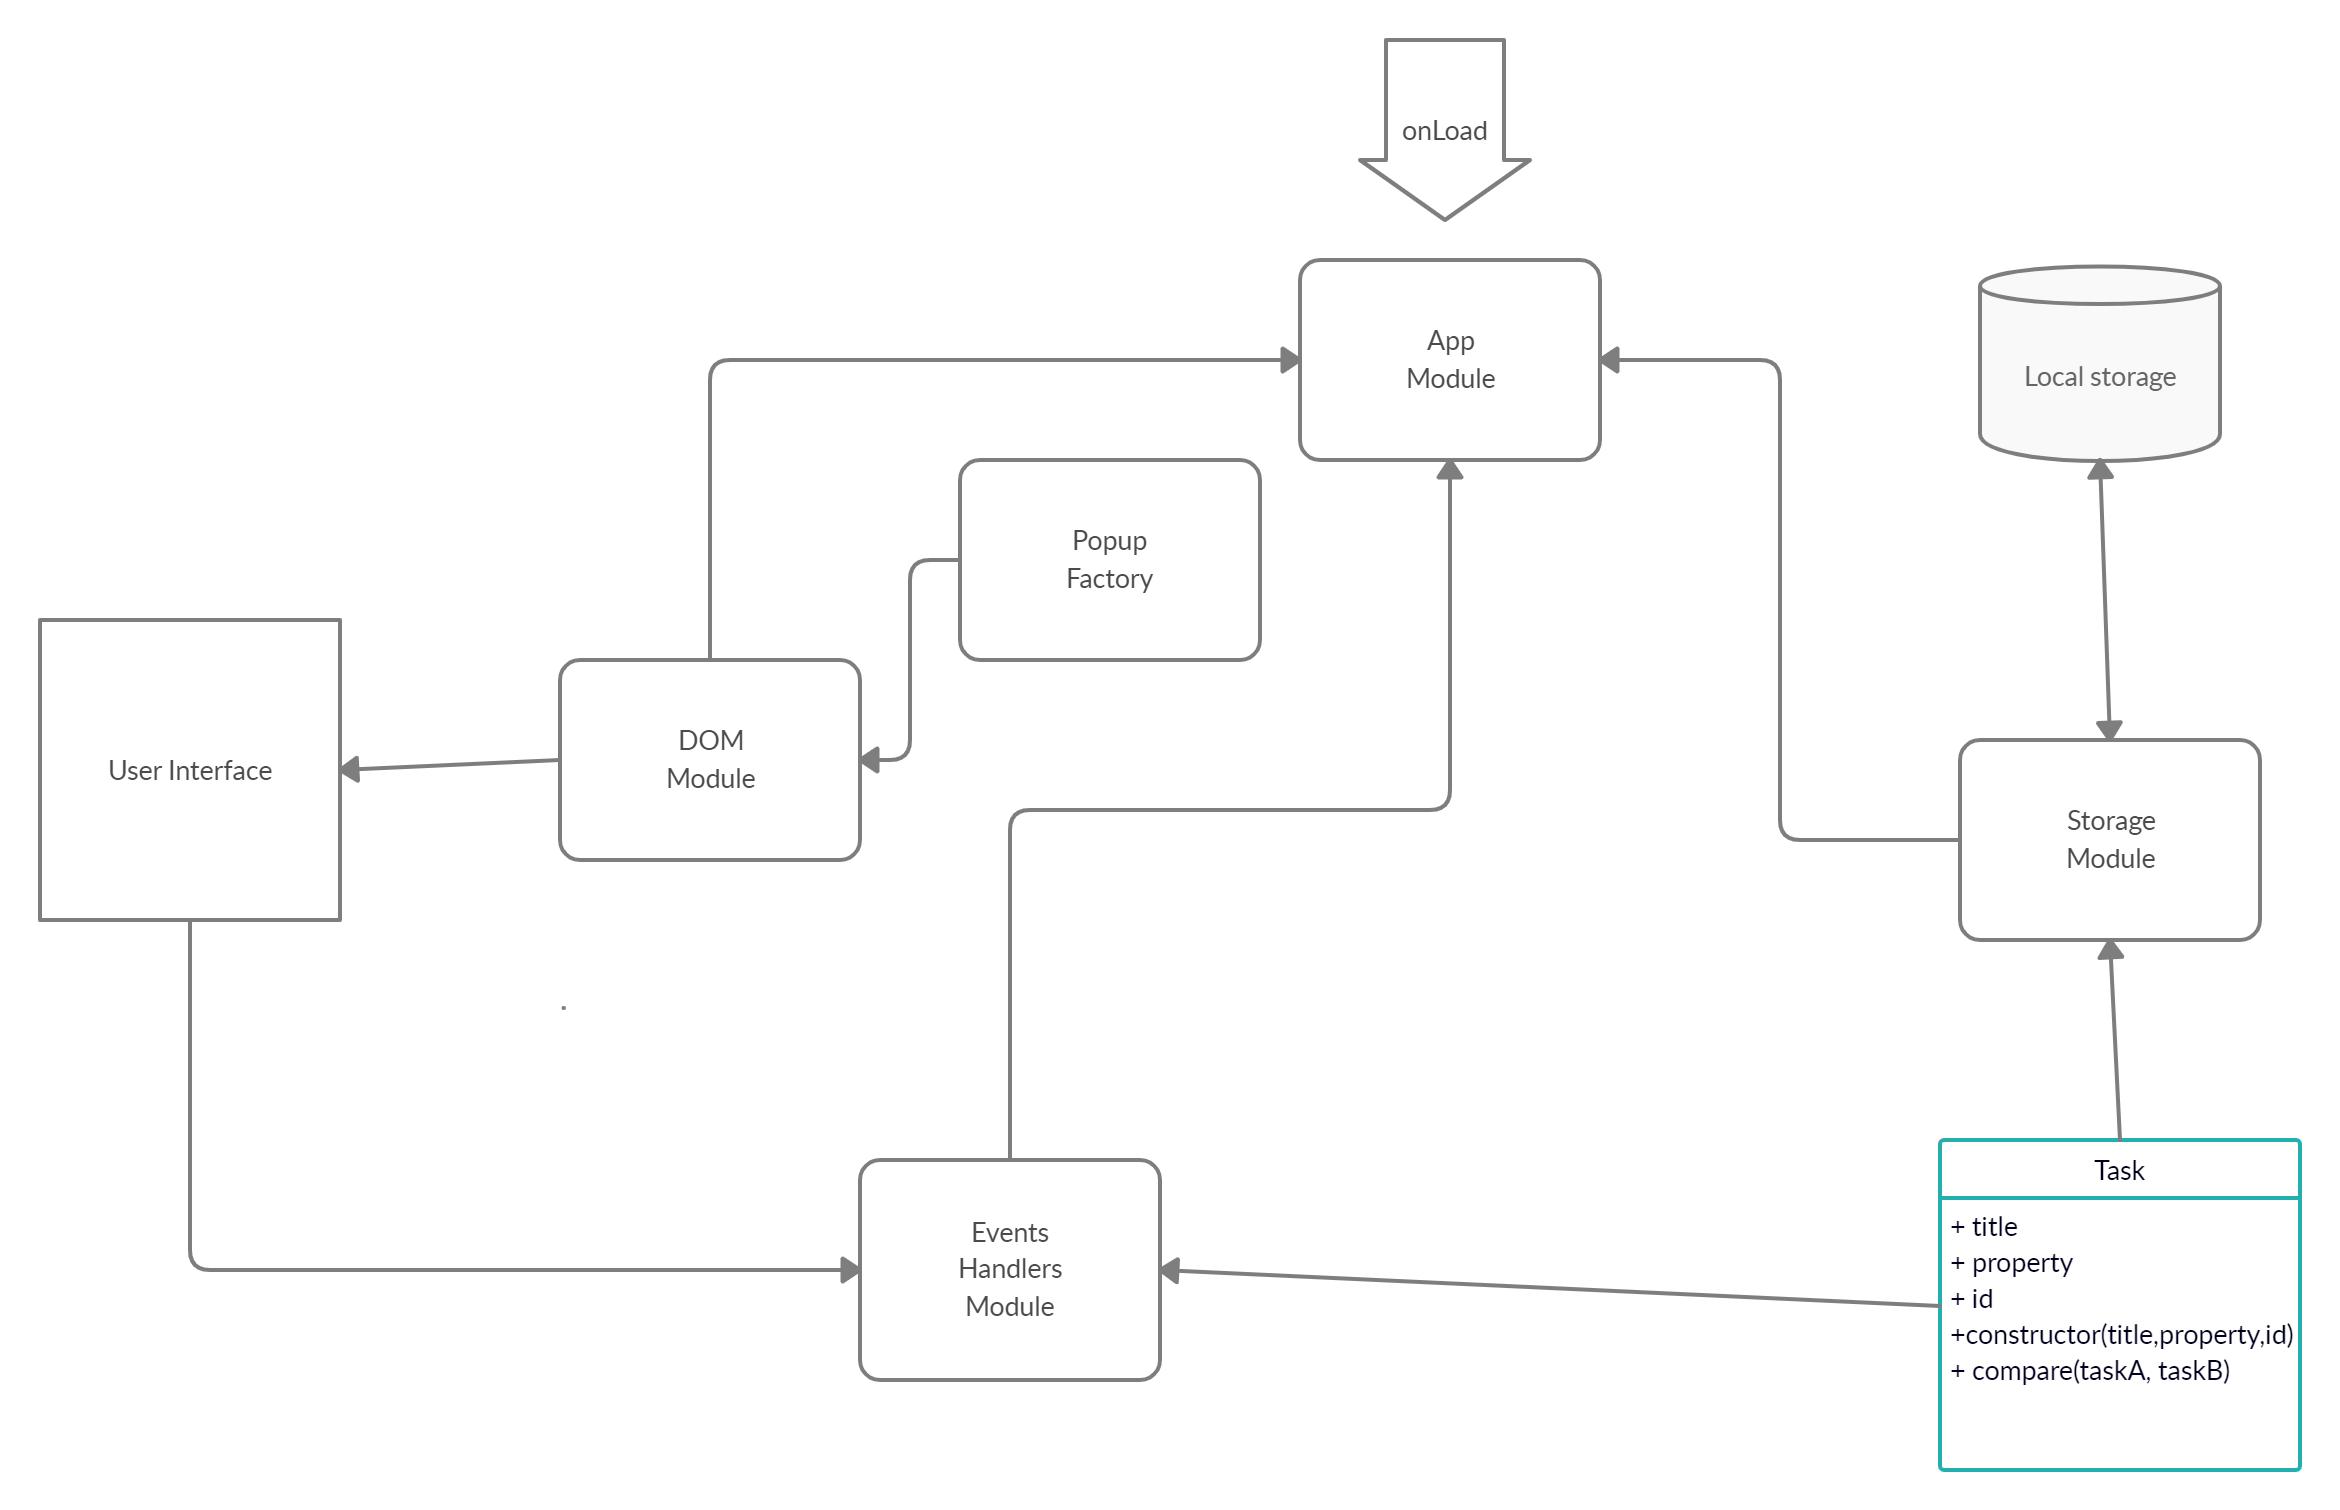 onLoad
App
Module
Local storage
Popup
Factory
User Interface
DOM
Module
Storage
Module
Events
Handlers
Module
Task
+ title
+ property
+ id
+constructor(title,property,id)
+ compare(taskA, taskB)